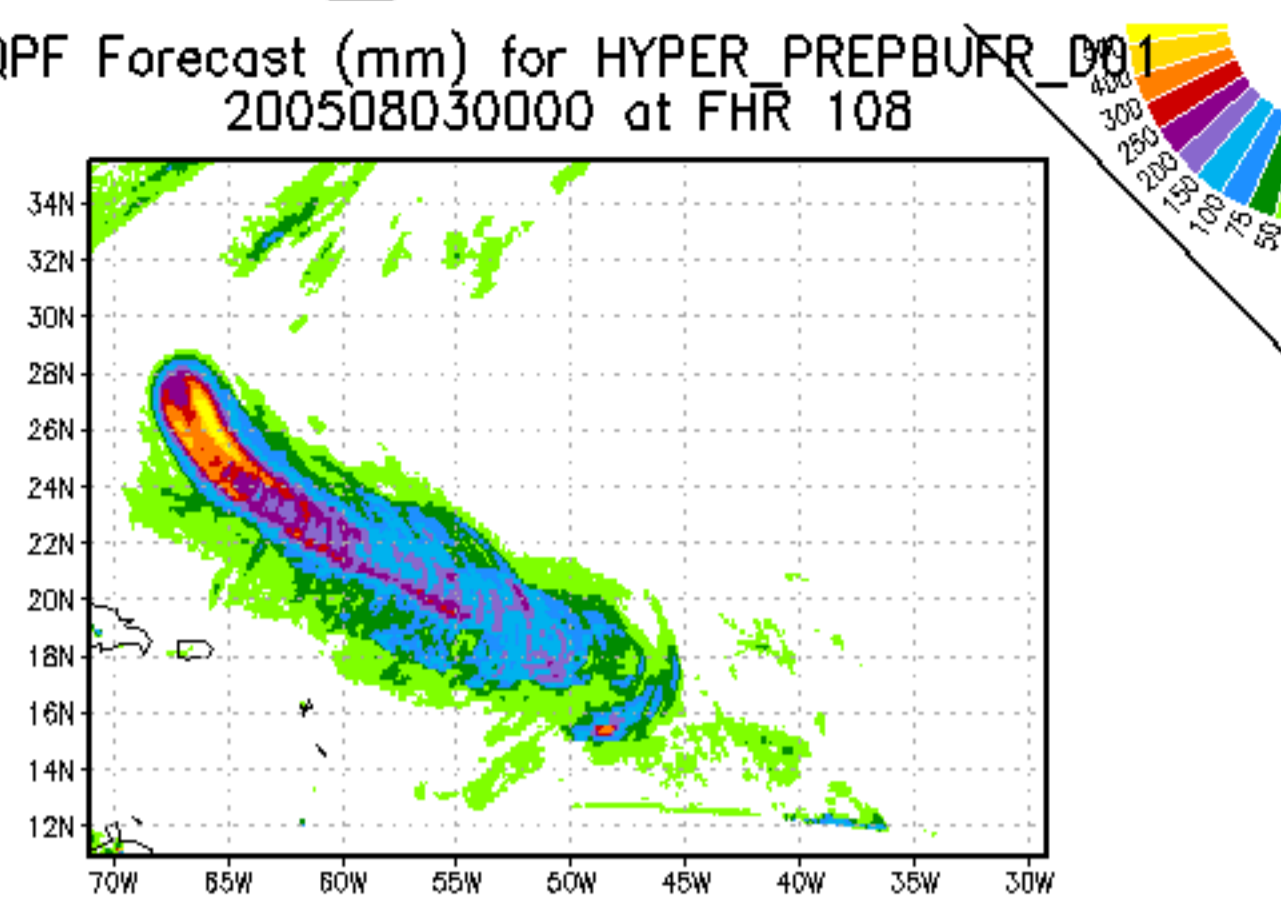 QPF Forecast (mm) for HYPER_PREPBUFR_D01
200508030000 at FHR 108
400
300
250
200
150
100
75
50
34N
32N
30N
28N
26N
24N
22N
20N
18N
16N
14N
12N
70W 65W 60W 55W 50W 45W 40W 35W 30W